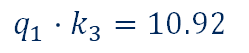 q₁ · k₃ = 10.92